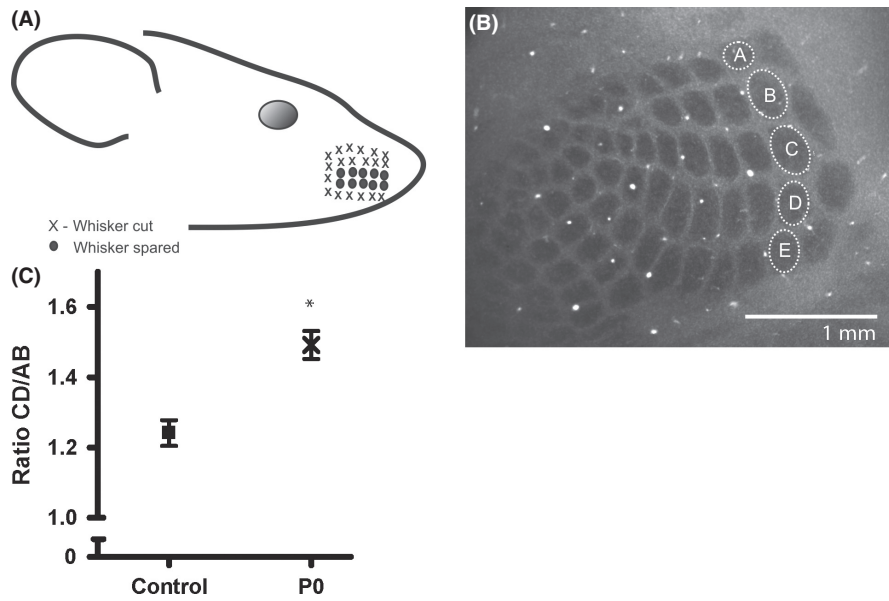 (A)
X - Whisker cut
● Whisker spared
(B)
A
B
C
D
E
1 mm
(C)
Ratio CD/AB
1.6
1.4
1.2
1.0
0
*
Control P0